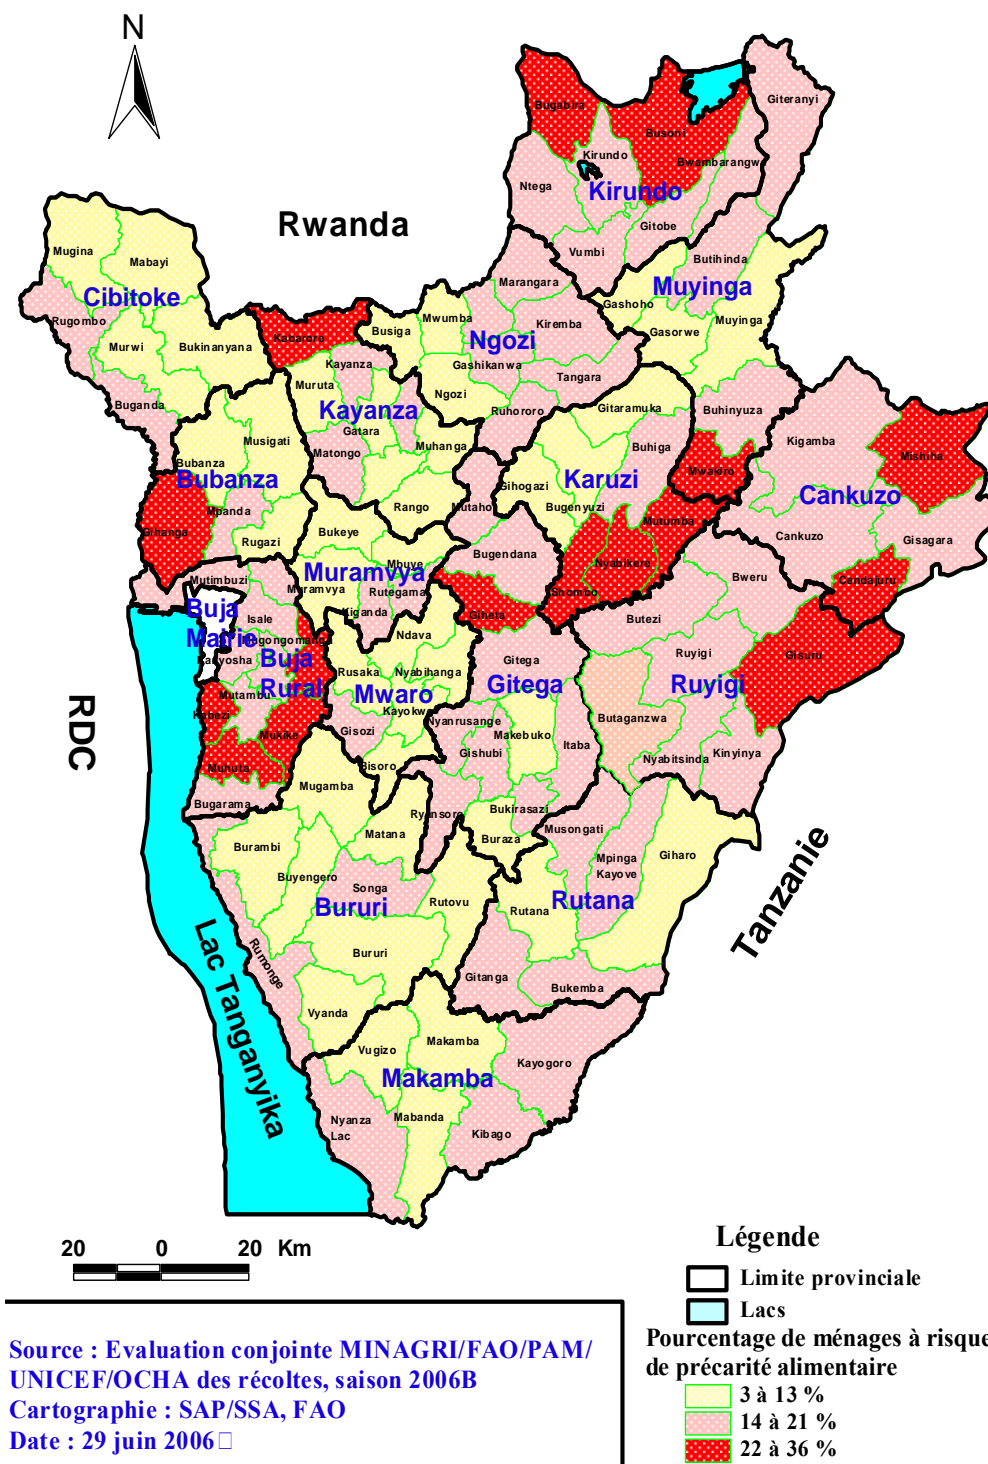 N
Rwanda
RDC
Tanzanie
Lac Tanganyika
Bugabira
Busoni
Giteranyi
Kirundo
Bwambarangw
Ntega
Kirundo
Gitobe
Vumbi
Butihinda
Mugina
Mabayi
Cibitoke
Rugombo
Murwi
Bukinanyana
Buganda
Marangara
Muyinga
Gashoho
Muyinga
Gasorwe
Kabarore
Busiga
Mwumba
Ngozi
Kiremba
Kayanza
Gashikanwa
Tangara
Muruta
Ngozi
Kayanza
Ruhororo
Gitaramuka
Buhinyuza
Gatara
Matongo
Muhanga
Buhiga
Kigamba
Mishiha
Musigati
Bubanza
Bubanza
Gihogazi
Karuzi
Mwakiro
Cankuzo
Gihanga
Mpanda
Rango
Mutaho
Bugenyuzi
Mutumba
Rugazi
Bukeye
Bugendana
Cankuzo
Gisagara
Mbuye
Nyabikere
Mutimbuzi
Muramvya
Muramvya
Rutegama
Giheta
Shombo
Bweru
Cendajuru
Buja
Mairie
Isale
Kiganda
Butezi
Ndava
Kanyosha
Buja
Rural
Rusaka
Nyabihanga
Gitega
Ruyigi
Gisuru
Mutambu
Mwaro
Gitega
Ruyigi
Kabezi
Kayokwe
Mukike
Gisozi
Nyanrusange
Makebuko
Butaganzwa
Muhuta
Gishubi
Itaba
Nyabitsinda
Kinyinya
Bisoro
Bugarama
Mugamba
Ryansoro
Bukirasazi
Burambi
Matana
Buraza
Musongati
Mpinga
Kayove
Giharo
Buyengero
Songa
Bururi
Rutovu
Rutana
Rutana
Rumonge
Bururi
Gitanga
Bukemba
Vyanda
Vugizo
Makamba
Kayogoro
Makamba
Nyanza
Lac
Mabanda
Kibago
20 0 20 Km
Légende
Limite provinciale
Lacs
Pourcentage de ménages à risque
de précarité alimentaire
3 à 13 %
14 à 21 %
22 à 36 %
Source : Evaluation conjointe MINAGRI/FAO/PAM/
UNICEF/OCHA des récoltes, saison 2006B
Cartographie : SAP/SSA, FAO
Date : 29 juin 2006